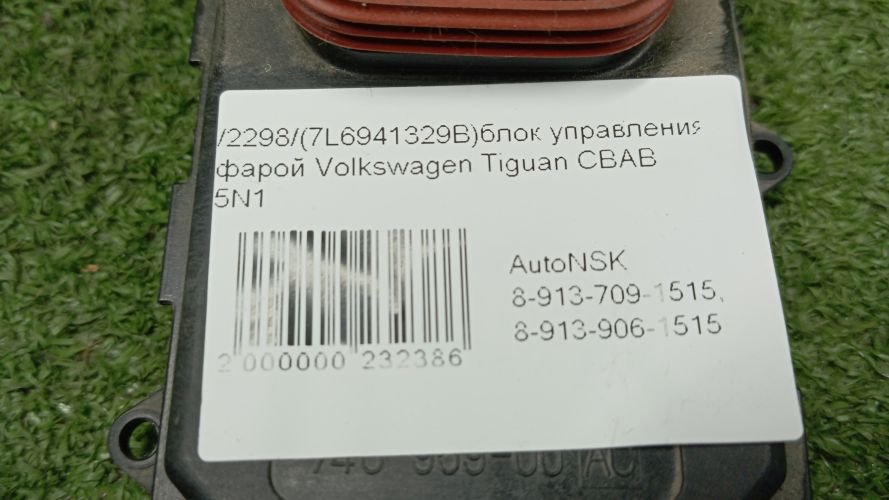 /2298/(7L6941329B)блок управления
фарой Volkswagen Tiguan CBAB
5N1
AutoNSK
8-913-709-1515,
8-913-906-1515
2 000000 232386
AC